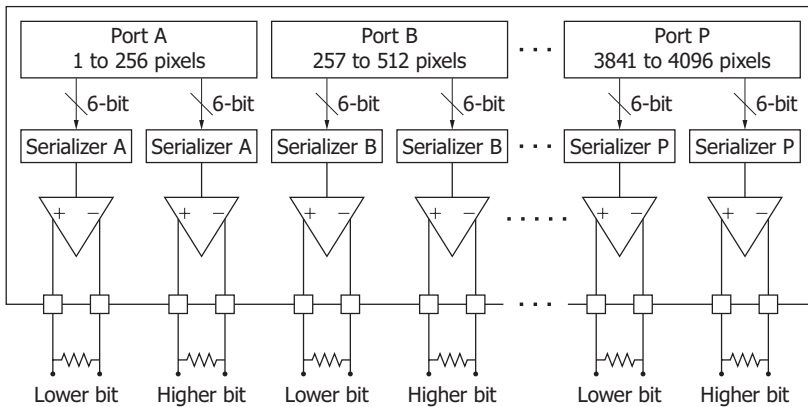 Port A
1 to 256 pixels
Port B
257 to 512 pixels
· · · ·
Port P
3841 to 4096 pixels
6-bit
6-bit
6-bit
6-bit
6-bit
6-bit
Serializer A
Serializer A
Serializer B
Serializer B
· · · ·
Serializer P
Serializer P
+ −
+ −
+ −
+ −
· · · · ·
+ −
+ −
· · · ·
Lower bit
Higher bit
Lower bit
Higher bit
Lower bit
Higher bit